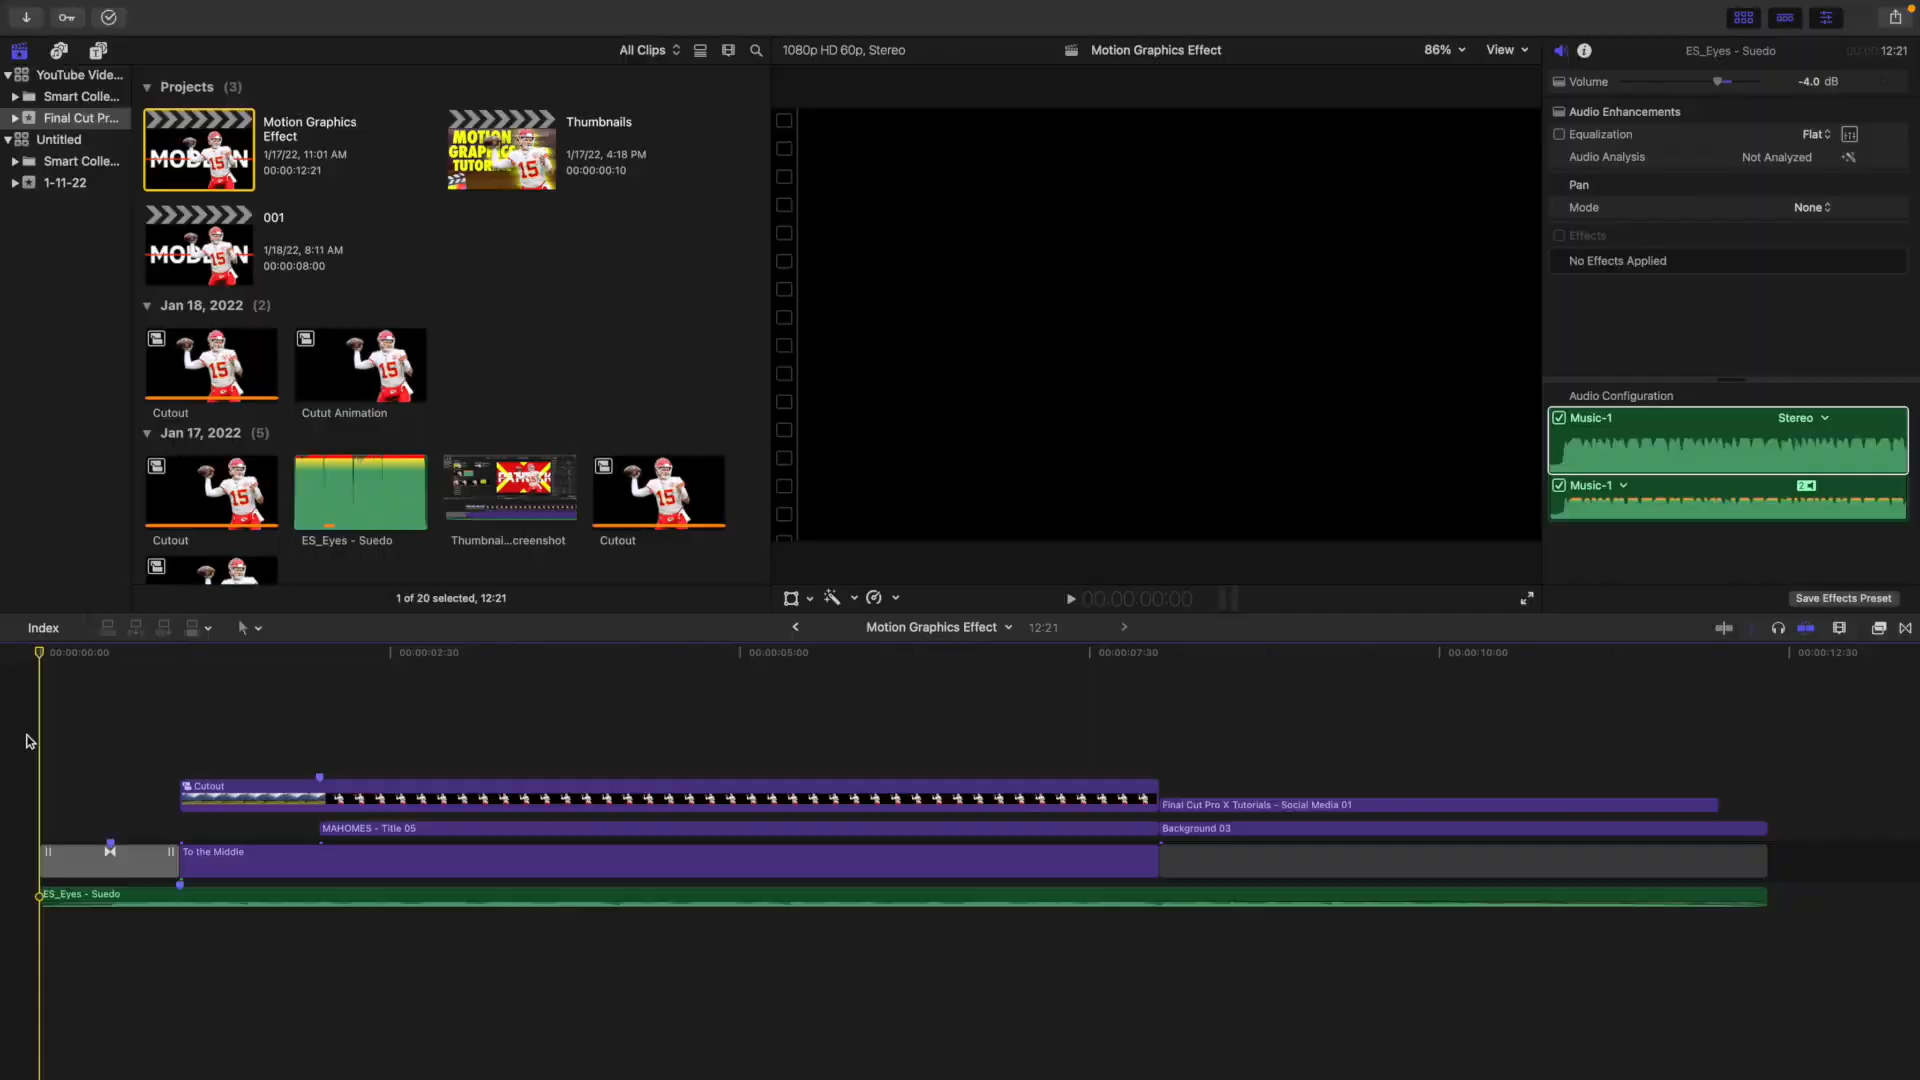 All Clips
1080p HD 60p, Stereo
Motion Graphics Effect
86%
View
ES_Eyes - Suedo
00:00:12:21
YouTube Vide...
Smart Colle...
Final Cut Pr...
Untitled
Smart Colle...
1-11-22
Projects (3)
Motion Graphics
Effect
1/17/22, 11:01 AM
00:00:12:21
Thumbnails
1/17/22, 4:18 PM
00:00:00:10
001
1/18/22, 8:11 AM
00:00:08:00
Jan 18, 2022 (2)
Cutout
Cutut Animation
Jan 17, 2022 (5)
Cutout
ES_Eyes - Suedo
Thumbnai...creenshot
Cutout
1 of 20 selected, 12:21
Volume
-4.0 dB
Audio Enhancements
Equalization
Flat
Audio Analysis
Not Analyzed
Pan
Mode
None
Effects
No Effects Applied
Audio Configuration
Music-1
Stereo
Music-1
2
Save Effects Preset
00:00:00:00
Index
Motion Graphics Effect
12:21
00:00:00:00
00:00:02:30
00:00:05:00
00:00:07:30
00:00:10:00
00:00:12:30
Cutout
Final Cut Pro X Tutorials - Social Media 01
MAHOMES - Title 05
Background 03
To the Middle
ES_Eyes - Suedo